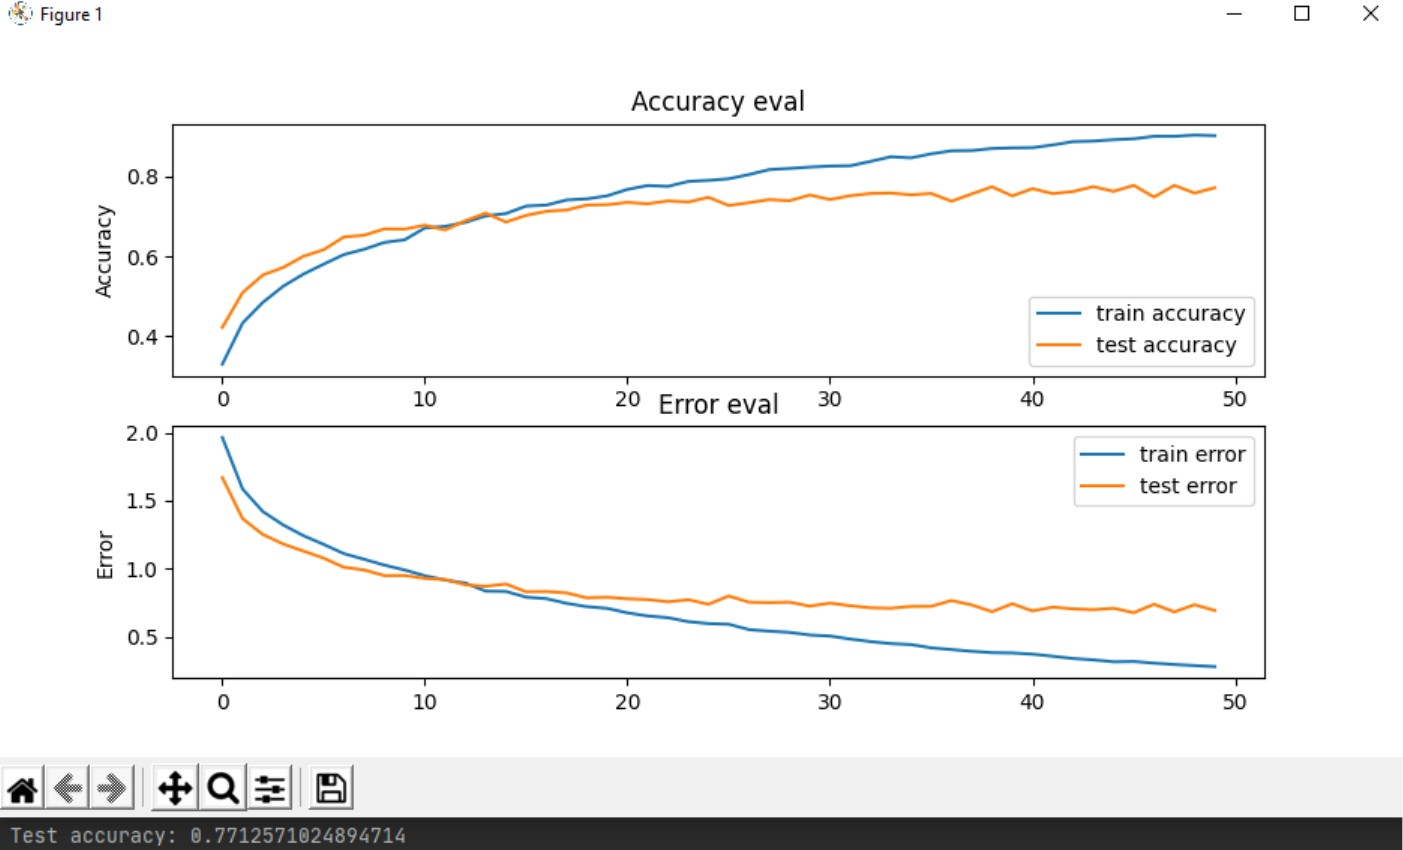 Figure 1
Accuracy eval
Accuracy
0.8
0.6
0.4
train accuracy
test accuracy
0 10 20 30 40 50
Error eval
Error
2.0
1.5
1.0
0.5
train error
test error
0 10 20 30 40 50
Test accuracy: 0.7712571024894714